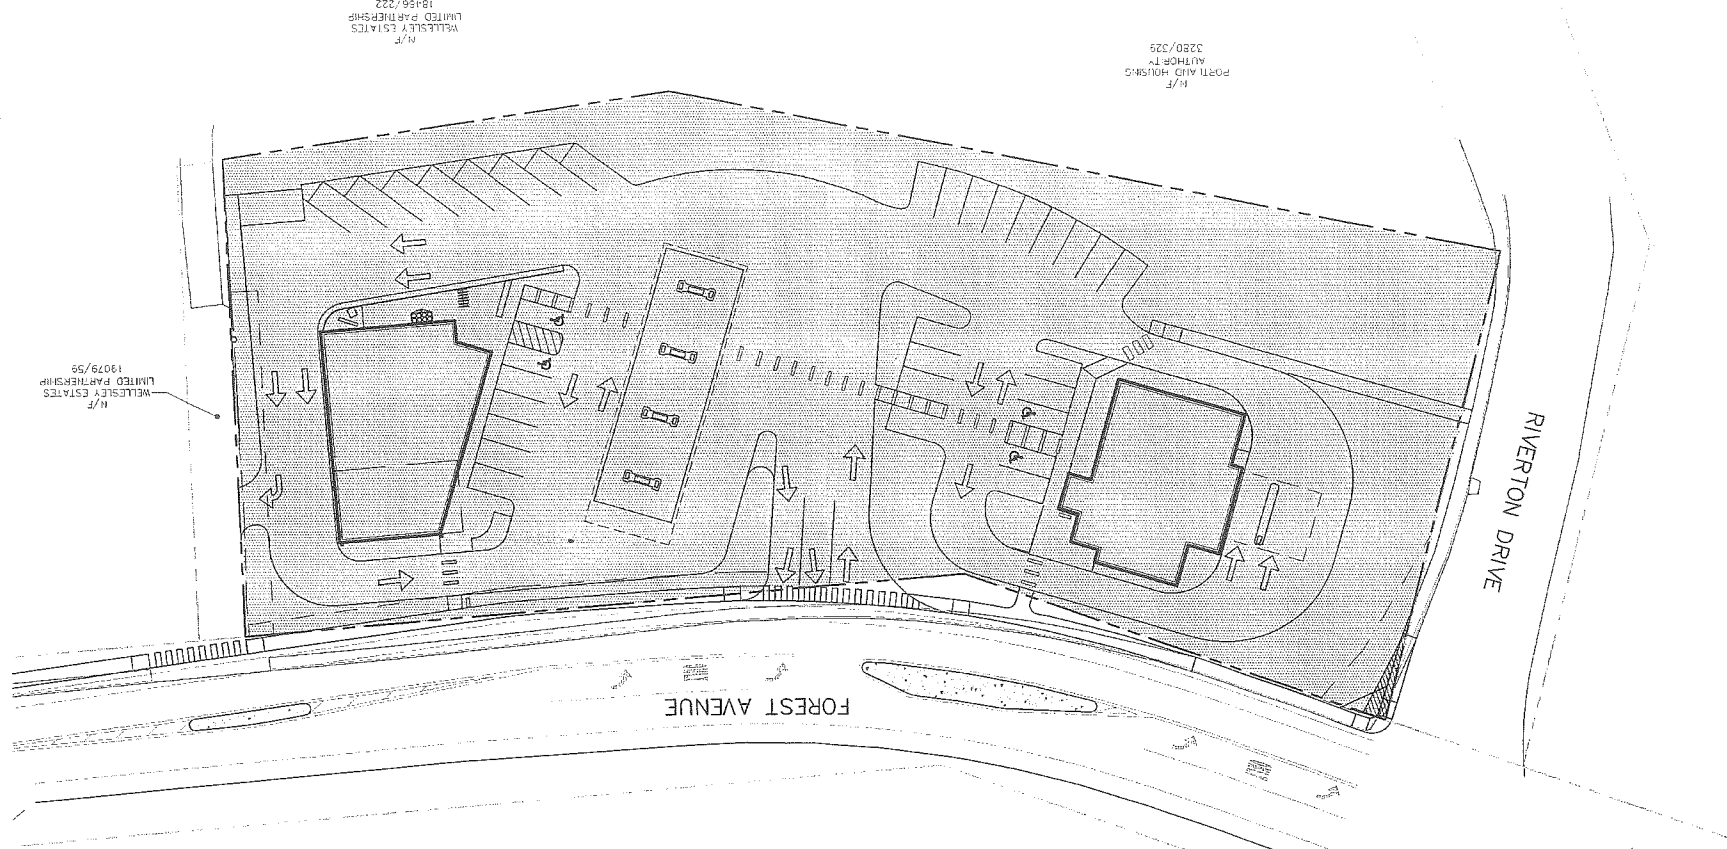 N/F
WELLESLEY ESTATES
LIMITED PARTNERSHIP
18456/222
N/F
PORTLAND HOUSING
AUTHORITY
3280/329
N/F
WELLESLEY ESTATES
LIMITED PARTNERSHIP
19079/59
RIVERTON DRIVE
FOREST AVENUE